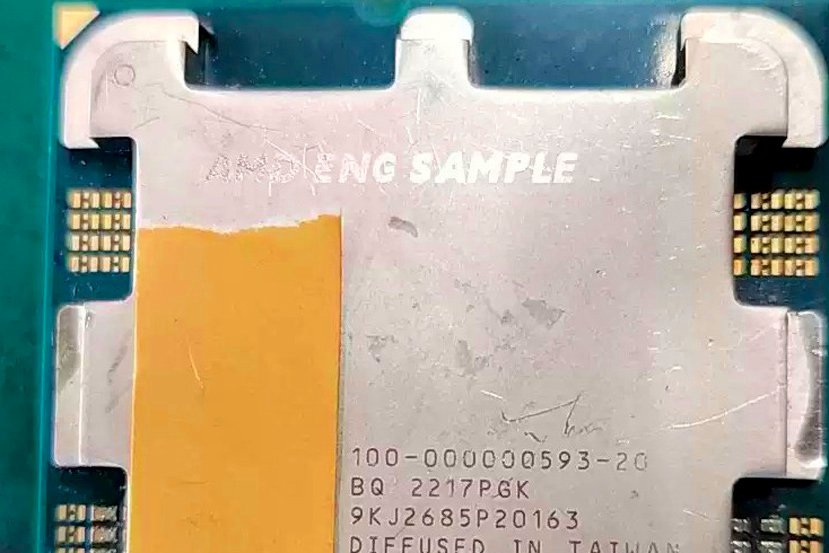 AMD ENG SAMPLE
100-000000593-20
BQ 2217PGK
9KJ2685P20163
DIFFUSED IN TAIWAN